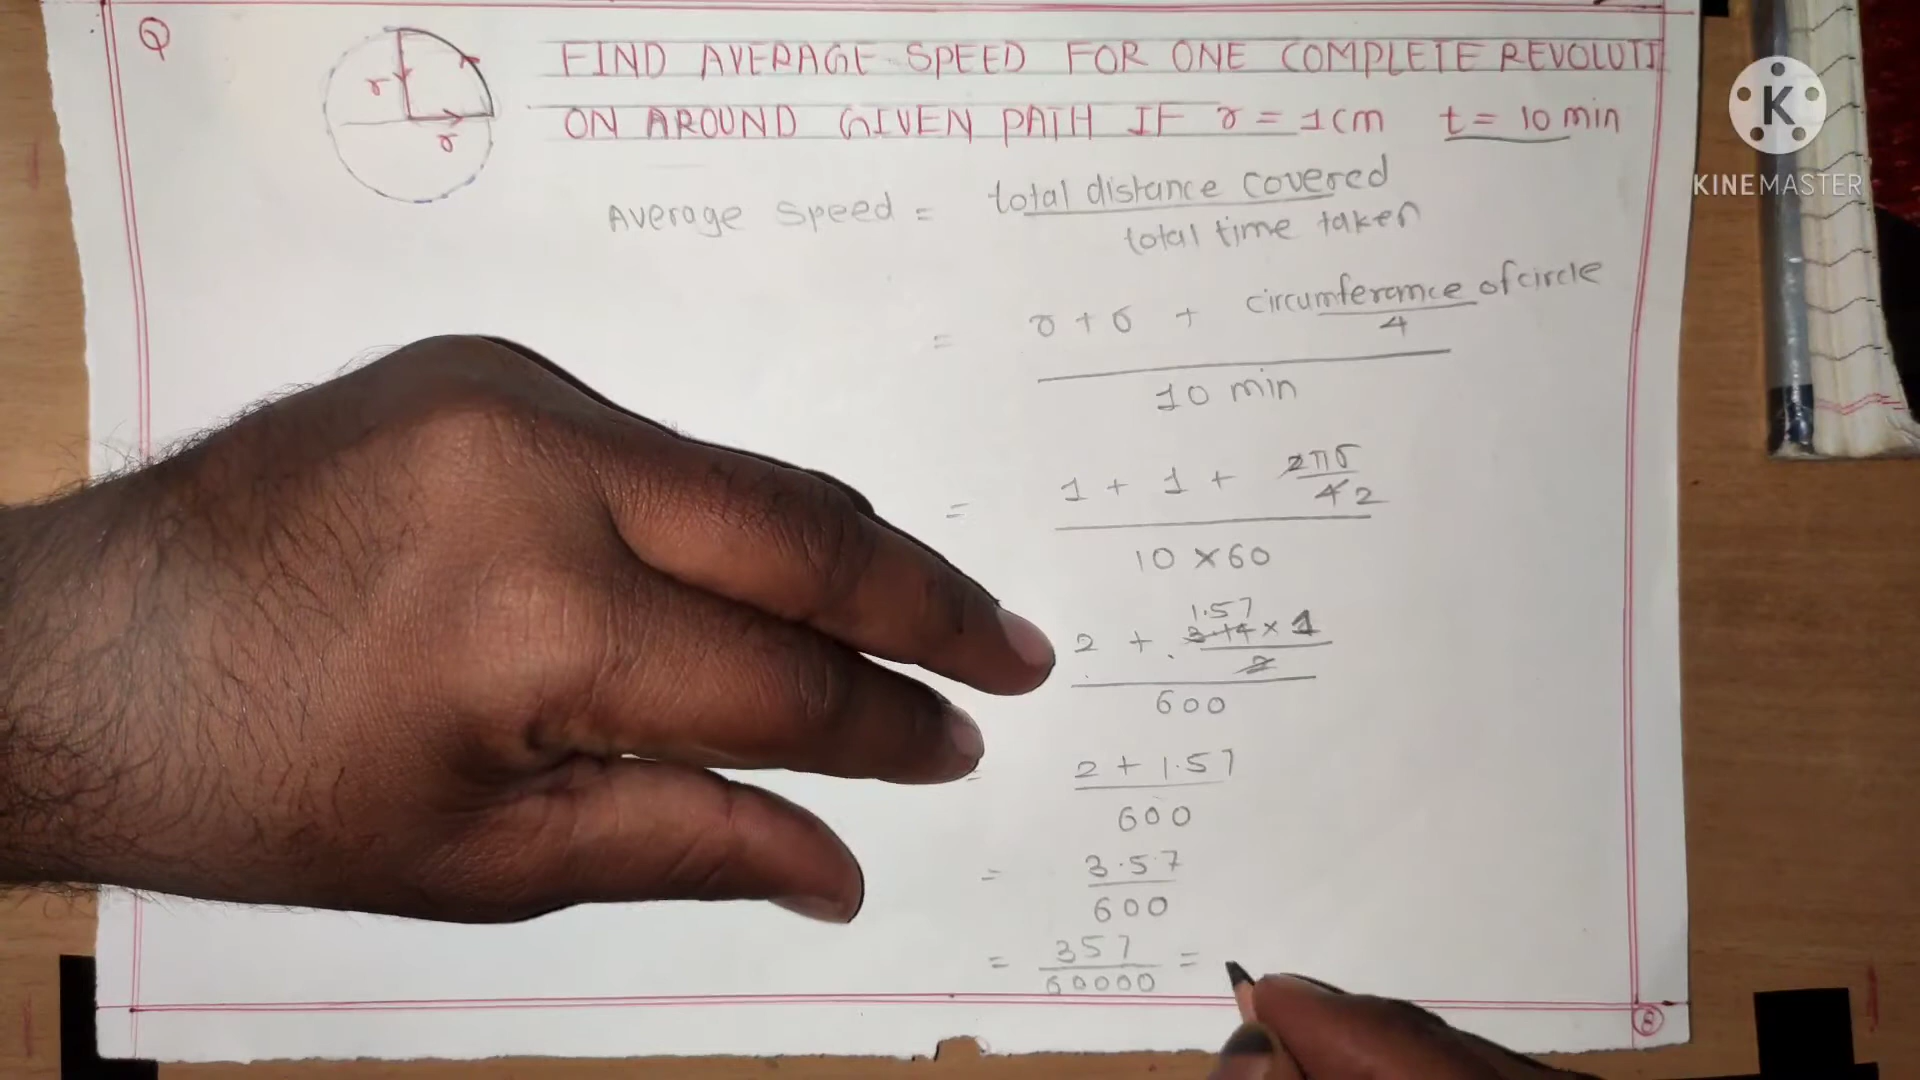 Q
r
r
FIND AVERAGE SPEED FOR ONE COMPLETE REVOLUTI
ON AROUND GIVEN PATH IF r = 1cm t = 10 min
K
KINEMASTER
Average speed = total distance covered
total time taken
= r + r + circumferance of circle
4
10 min
= 1 + 1 + 2πr
4 2
10 × 60
1.57
2 + 3.14 × 1
2
600
= 2 + 1.57
600
= 3.57
600
= 357 =
60000
8